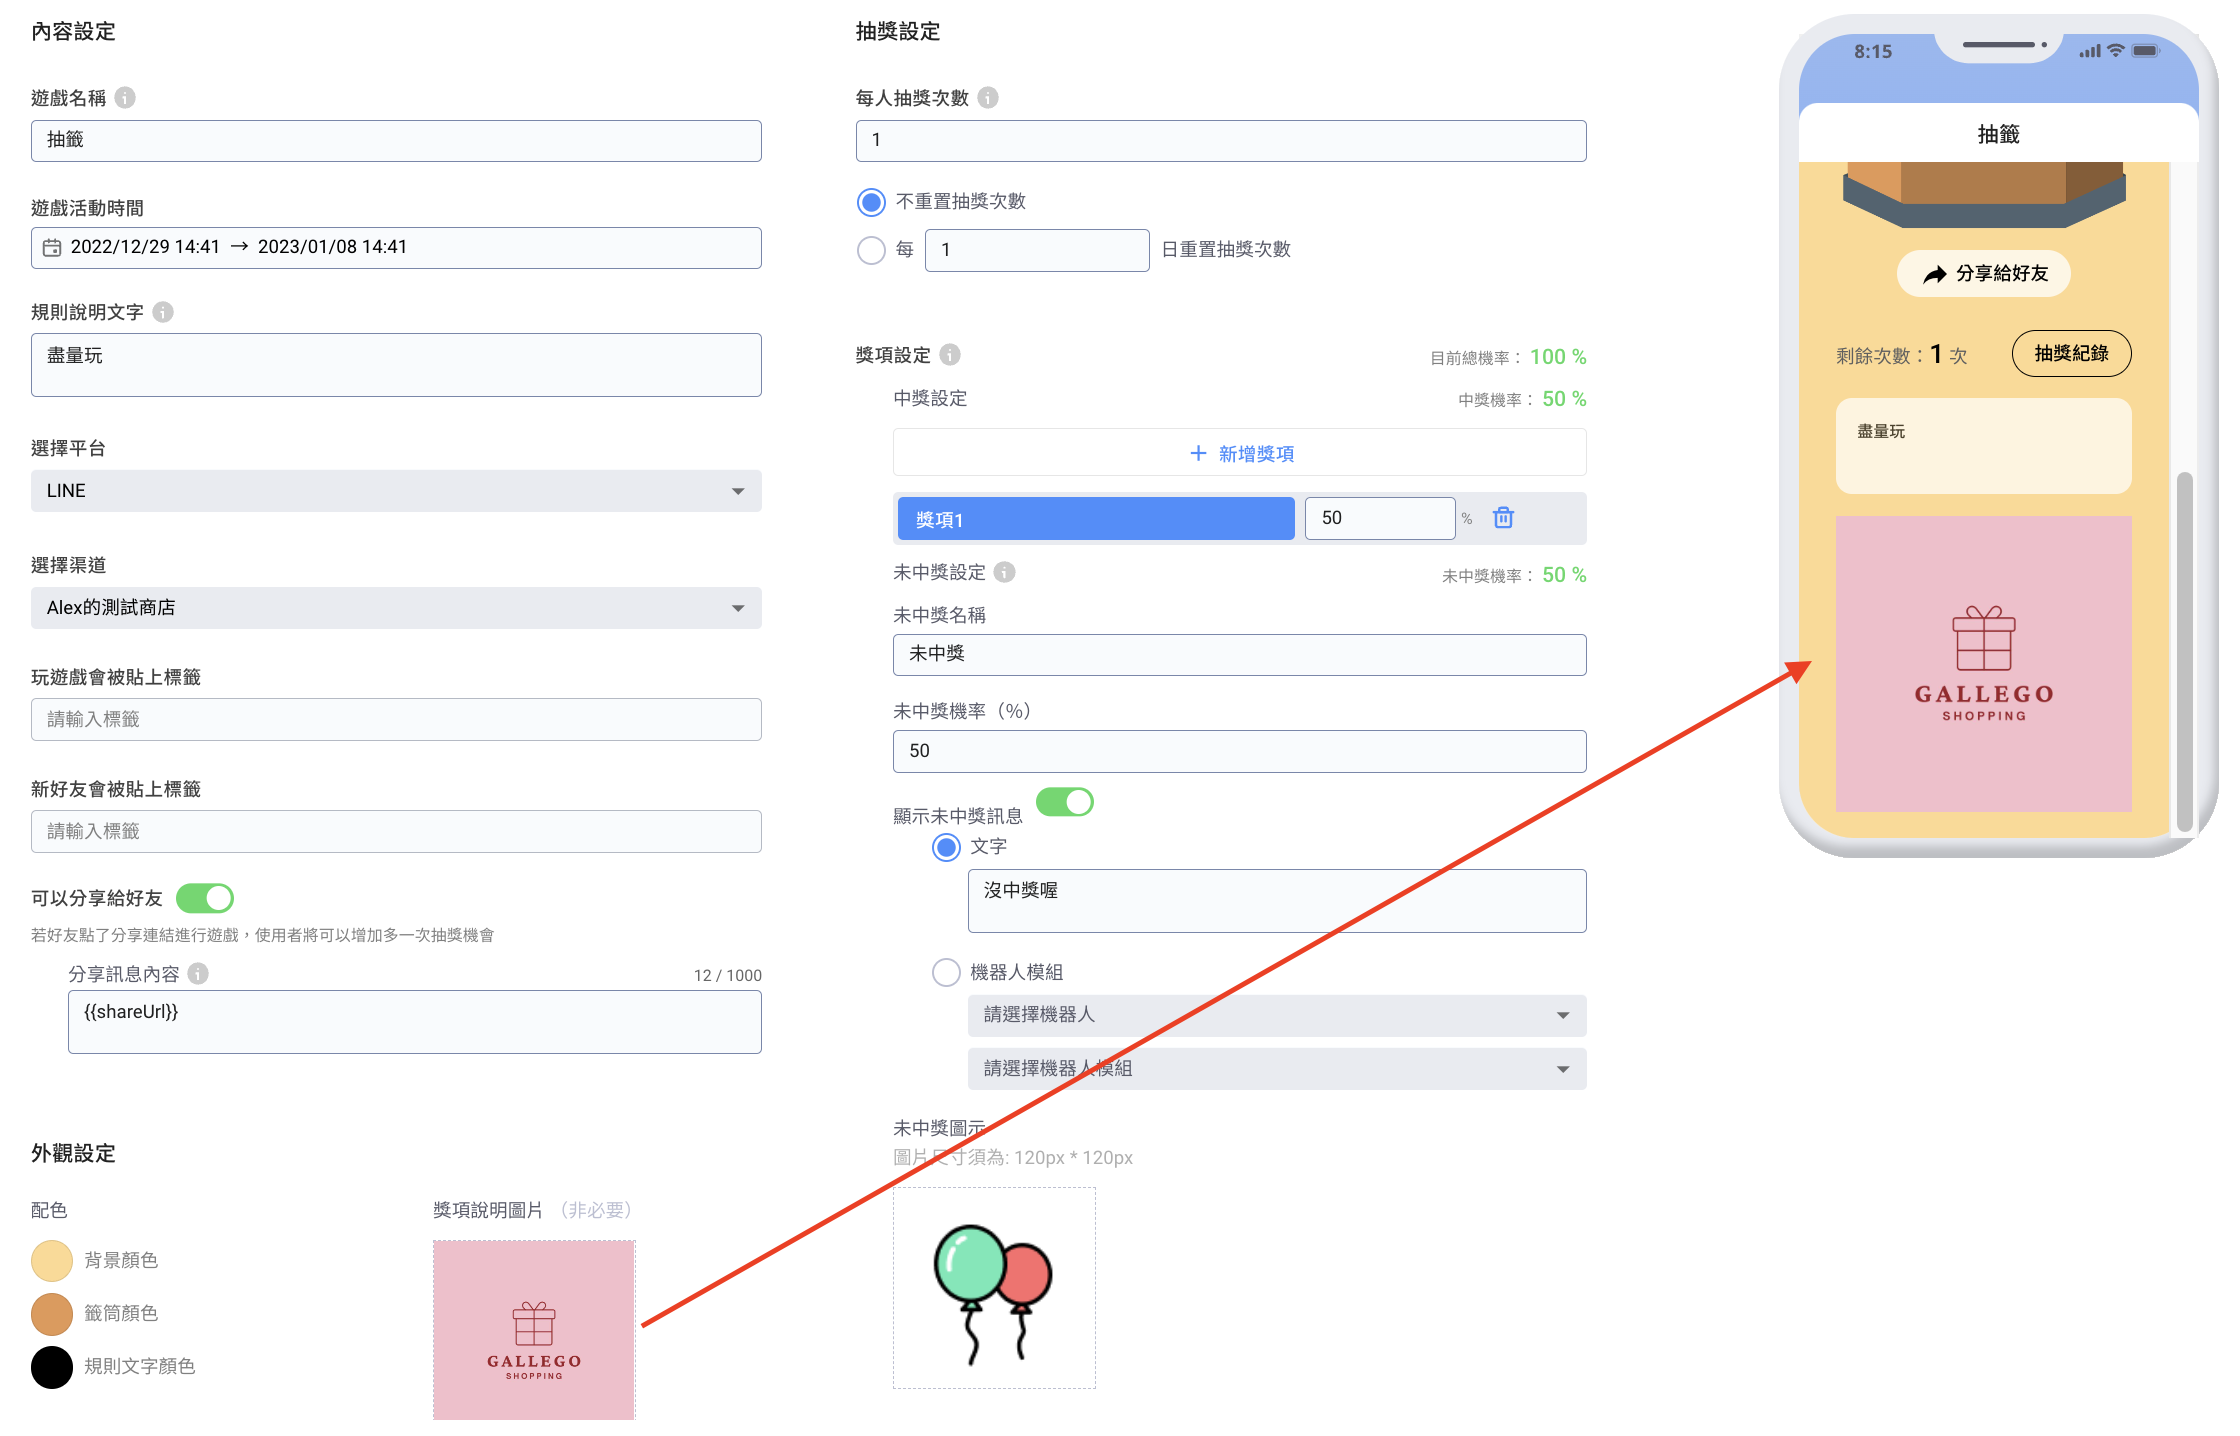 內容設定
遊戲名稱
抽籤
遊戲活動時間
2022/12/29 14:41 → 2023/01/08 14:41
規則說明文字
盡量玩
選擇平台
LINE
選擇渠道
Alex的測試商店
玩遊戲會被貼上標籤
請輸入標籤
新好友會被貼上標籤
請輸入標籤
可以分享給好友
若好友點了分享連結進行遊戲，使用者將可以增加多一次抽獎機會
分享訊息內容
12 / 1000
{{shareUrl}}
外觀設定
配色
背景顏色
籤筒顏色
規則文字顏色
獎項說明圖片（非必要）
GALLEGO
SHOPPING
抽獎設定
每人抽獎次數
1
不重置抽獎次數
每 1 日重置抽獎次數
獎項設定
目前總機率： 100 %
中獎設定
中獎機率： 50 %
+ 新增獎項
獎項1 50 %
未中獎設定
未中獎機率： 50 %
未中獎名稱
未中獎
未中獎機率（%）
50
顯示未中獎訊息
文字
沒中獎喔
機器人模組
請選擇機器人
請選擇機器人模組
未中獎圖示
圖片尺寸須為: 120px * 120px
8:15
抽籤
分享給好友
剩餘次數：1 次
抽獎紀錄
盡量玩
GALLEGO
SHOPPING